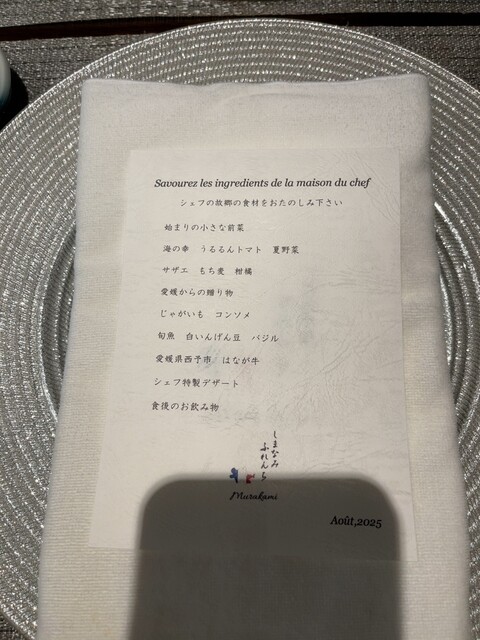 Savourez les ingredients de la maison du chef
シェフの故郷の食材をおたのしみ下さい
始まりの小さな前菜
海の幸　うるるんトマト　夏野菜
サザエ　もち麦　柑橘
愛媛からの贈り物
じゃがいも　コンソメ
旬魚　白いんげん豆　バジル
愛媛県西予市　はなが牛
シェフ特製デザート
食後のお飲み物
しまなみ
ふれんち
Murakami
Août,2025